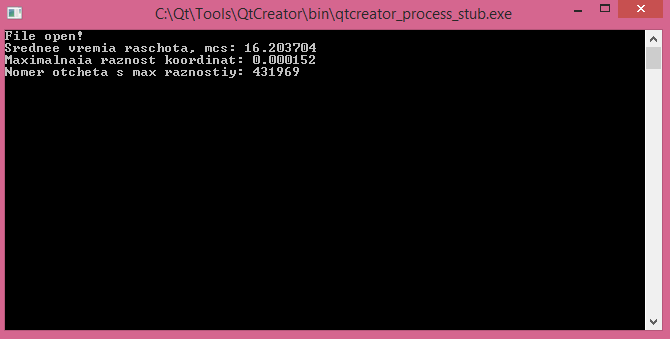 C:\Qt\Tools\QtCreator\bin\qtcreator_process_stub.exe
File open!
Srednee vremia raschota, mcs: 16.203704
Maximalnaia raznost koordinat: 0.000152
Nomer otcheta s max raznostiy: 431969